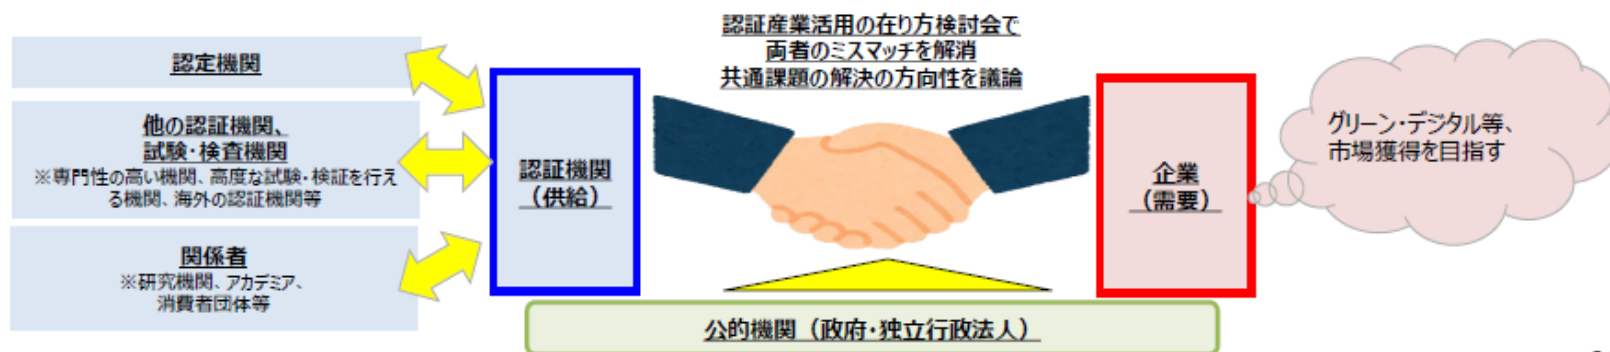 認証産業活用の在り方検討会で
両者のミスマッチを解消
共通課題の解決の方向性を議論
認定機関
他の認証機関、
試験・検査機関
※専門性の高い機関、高度な試験・検証を行え
る機関、海外の認証機関等
関係者
※研究機関、アカデミア、
消費者団体等
認証機関
（供給）
企業
（需要）
グリーン・デジタル等、
市場獲得を目指す
公的機関（政府・独立行政法人）